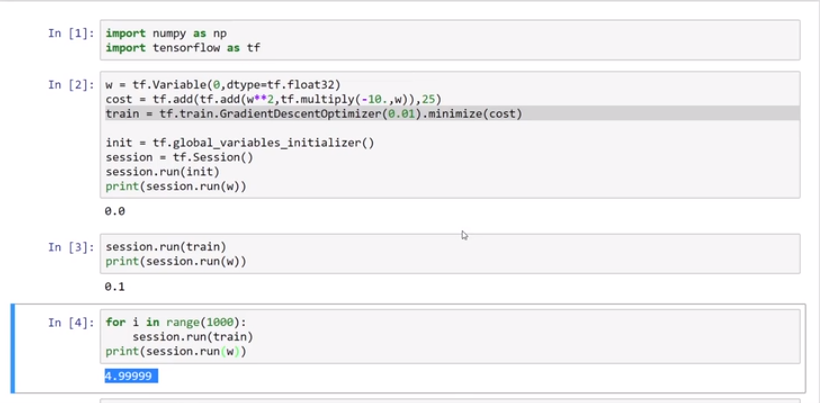 In [1]: import numpy as np
import tensorflow as tf
In [2]: w = tf.Variable(0,dtype=tf.float32)
cost = tf.add(tf.add(w**2,tf.multiply(-10.,w)),25)
train = tf.train.GradientDescentOptimizer(0.01).minimize(cost)
init = tf.global_variables_initializer()
session = tf.Session()
session.run(init)
print(session.run(w))
0.0
In [3]: session.run(train)
print(session.run(w))
0.1
In [4]: for i in range(1000):
    session.run(train)
print(session.run(w))
4.99999